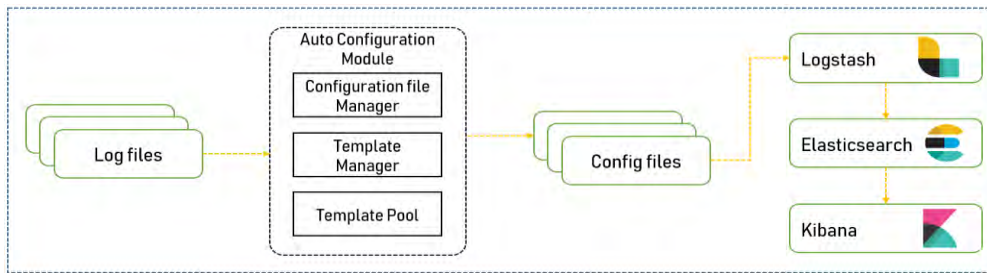 Log files
Auto Configuration
Module
Configuration file
Manager
Template
Manager
Template Pool
Config files
Logstash
Elasticsearch
Kibana